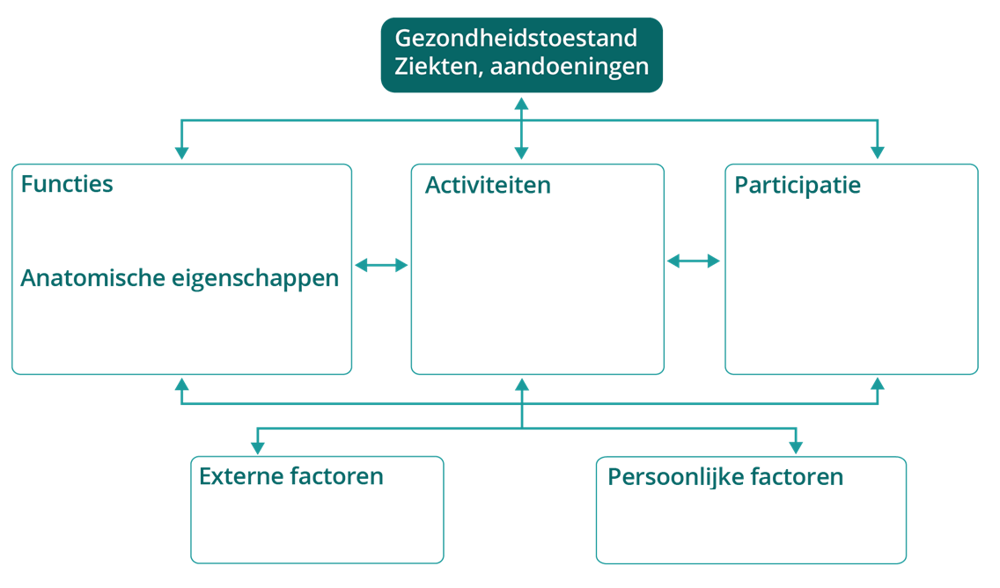 Gezondheidstoestand
Ziekten, aandoeningen
Functies
Anatomische eigenschappen
Activiteiten
Participatie
Externe factoren
Persoonlijke factoren